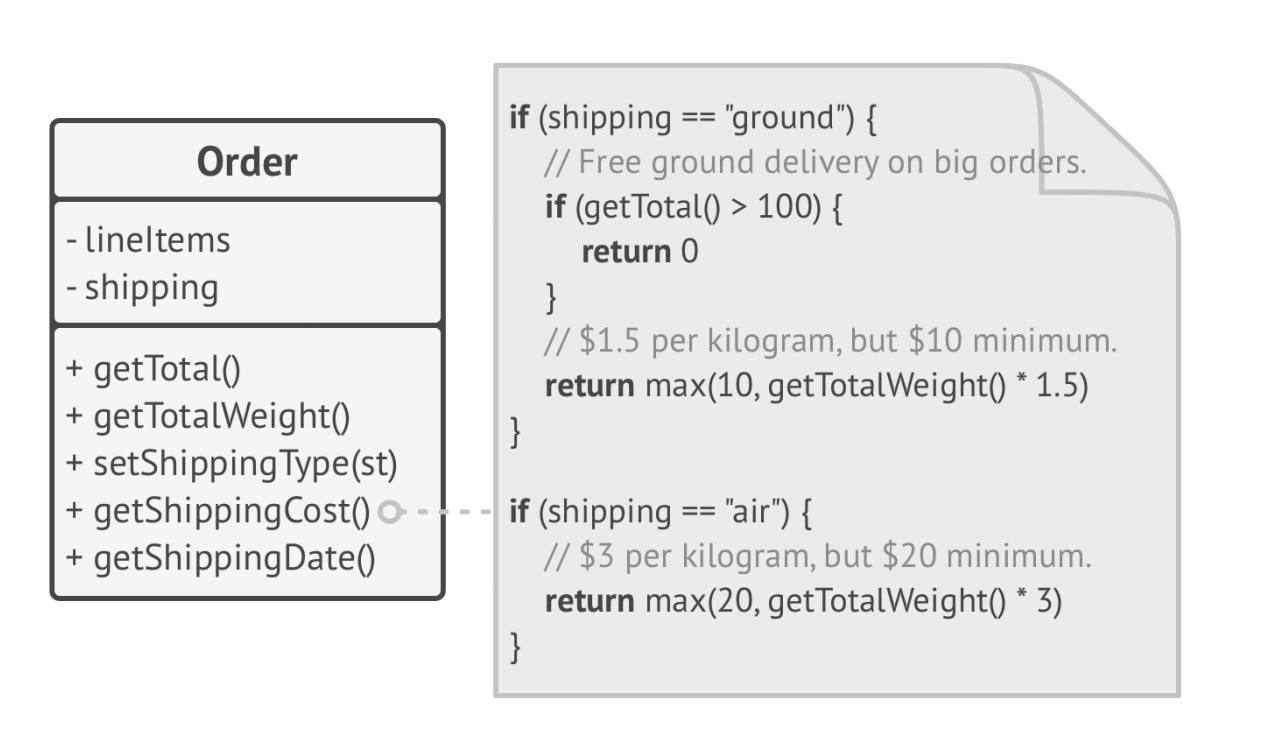 Order
- lineItems
- shipping
+ getTotal()
+ getTotalWeight()
+ setShippingType(st)
+ getShippingCost()
+ getShippingDate()
if (shipping == "ground") {
// Free ground delivery on big orders.
if (getTotal() > 100) {
return 0
}
// $1.5 per kilogram, but $10 minimum.
return max(10, getTotalWeight() * 1.5)
}
if (shipping == "air") {
// $3 per kilogram, but $20 minimum.
return max(20, getTotalWeight() * 3)
}